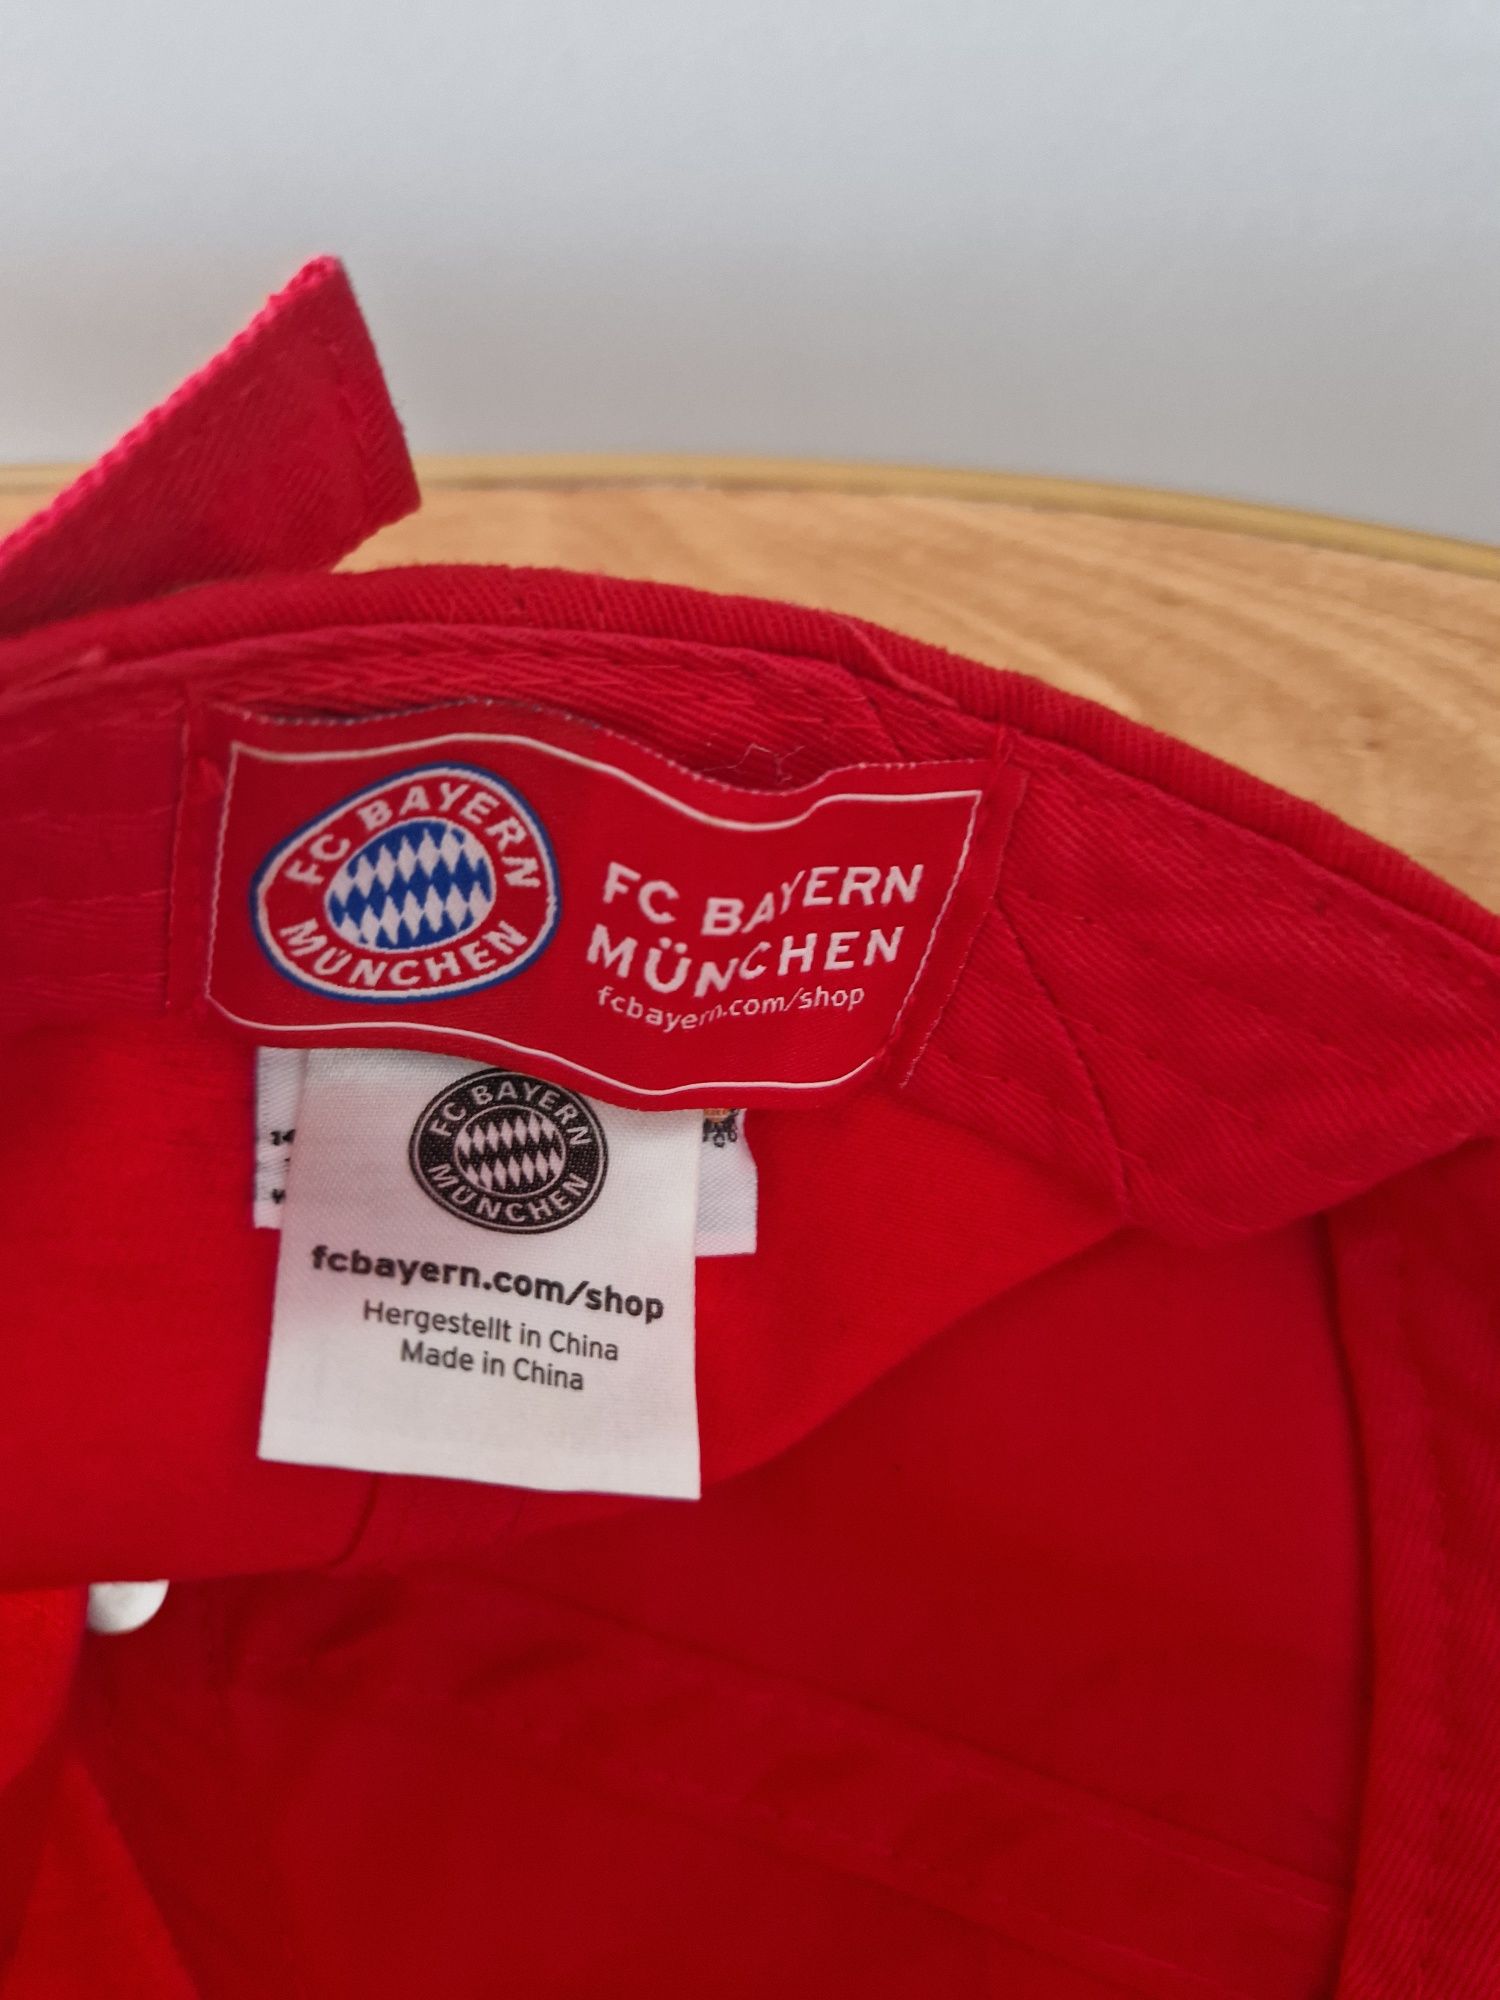 FC BAYERN
MÜNCHEN
FC BAYERN
MÜNCHEN
fcbayern.com/shop
FC BAYERN
MÜNCHEN
fcbayern.com/shop
Hergestellt in China
Made in China